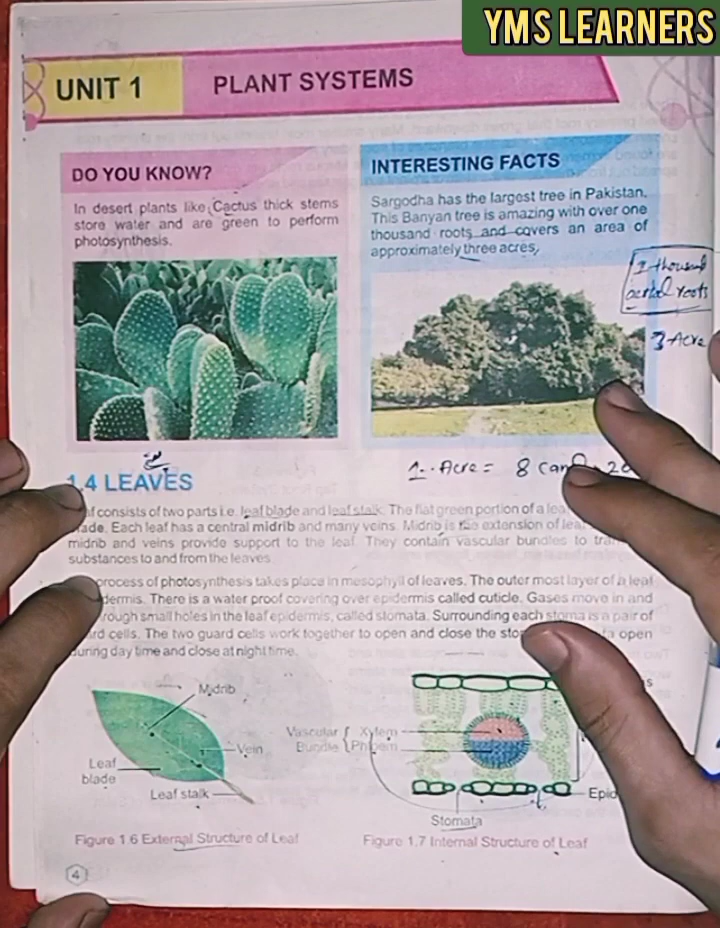 YMS LEARNERS
UNIT 1
PLANT SYSTEMS
DO YOU KNOW?
In desert plants like Cactus thick stems
store water and are green to perform
photosynthesis.
INTERESTING FACTS
Sargodha has the largest tree in Pakistan.
This Banyan tree is amazing with over one
thousand roots and covers an area of
approximately three acres.
1 thousand
aerial roots
3 Acre
1 Acre = 8 can
1.4 LEAVES
consists of two parts i.e. leaf blade and leaf stalk. The flat green portion of a
Each leaf has a central midrib and many veins. Midrib is the extension of
midrib and veins provide support to the leaf. They contain vascular bundles to
substances to and from the leaves.
process of photosynthesis takes place in mesophyll of leaves. The outer most layer of a leaf
There is a water proof covering over epidermis called cuticle. Gases move in and
small holes in the leaf epidermis, called stomata. Surrounding each stoma is a pair of
cells. The two guard cells work together to open and close the open
during day time and close at night time.
Midrib
Vein
Leaf
blade
Leaf stalk
Figure 1.6 External Structure of Leaf
Vascular { Xylem
Bundle { Phloem
Stomata
Figure 1.7 Internal Structure of Leaf
4